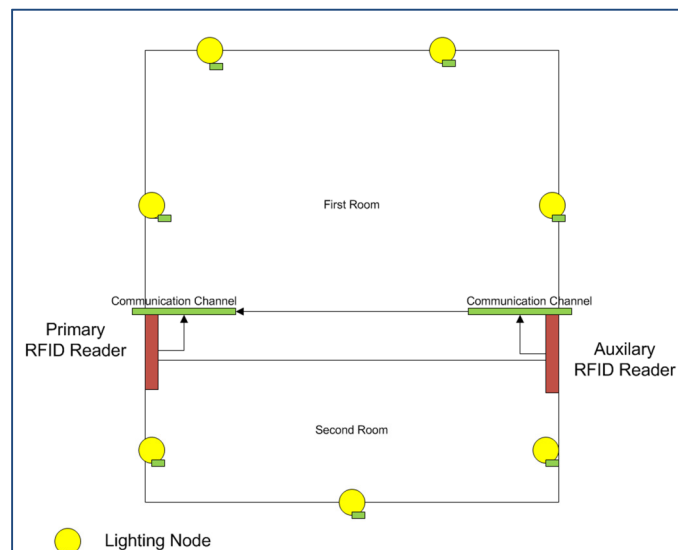 First Room
Communication Channel
Communication Channel
Primary
RFID Reader
Auxilary
RFID Reader
Second Room
Lighting Node